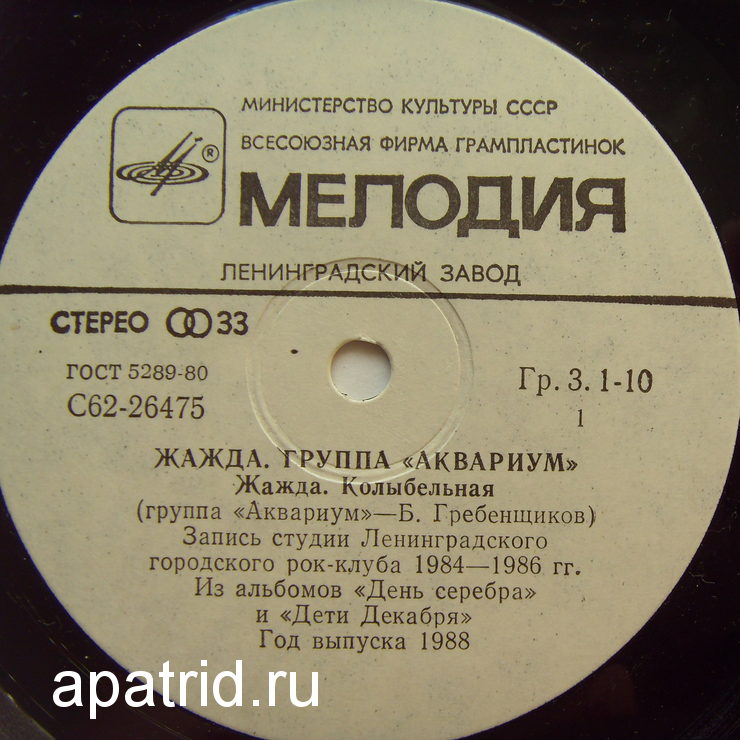 МИНИСТЕРСТВО КУЛЬТУРЫ СССР
ВСЕСОЮЗНАЯ ФИРМА ГРАМПЛАСТИНОК
®
МЕЛОДИЯ
ЛЕНИНГРАДСКИЙ ЗАВОД
СТЕРЕО 33
ГОСТ 5289-80
Гр. 3. 1-10
С62-26475
1
ЖАЖДА. ГРУППА «АКВАРИУМ»
Жажда. Колыбельная
(группа «Аквариум»—Б. Гребенщиков)
Запись студии Ленинградского
городского рок-клуба 1984—1986 гг.
Из альбомов «День серебра»
и «Дети Декабря»
Год выпуска 1988
apatrid.ru